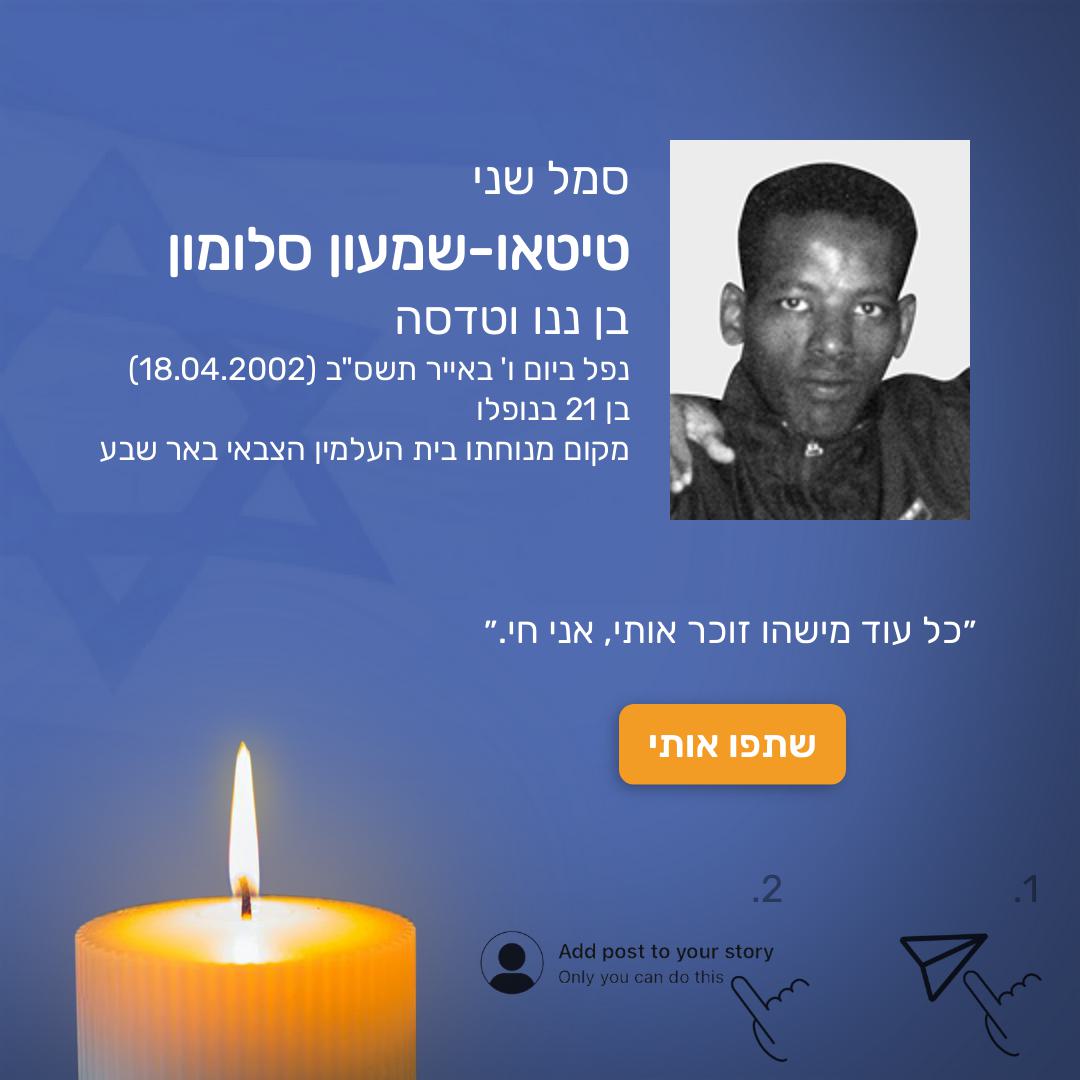 סמל שני
טיטאו-שמעון סלומון
בן ננו וטדסה
נפל ביום ו' באייר תשס"ב (18.04.2002)
בן 21 בנופלו
מקום מנוחתו בית העלמין הצבאי באר שבע
״כל עוד מישהו זוכר אותי, אני חי.״
שתפו אותי
1.
2.
Add post to your story
Only you can do this